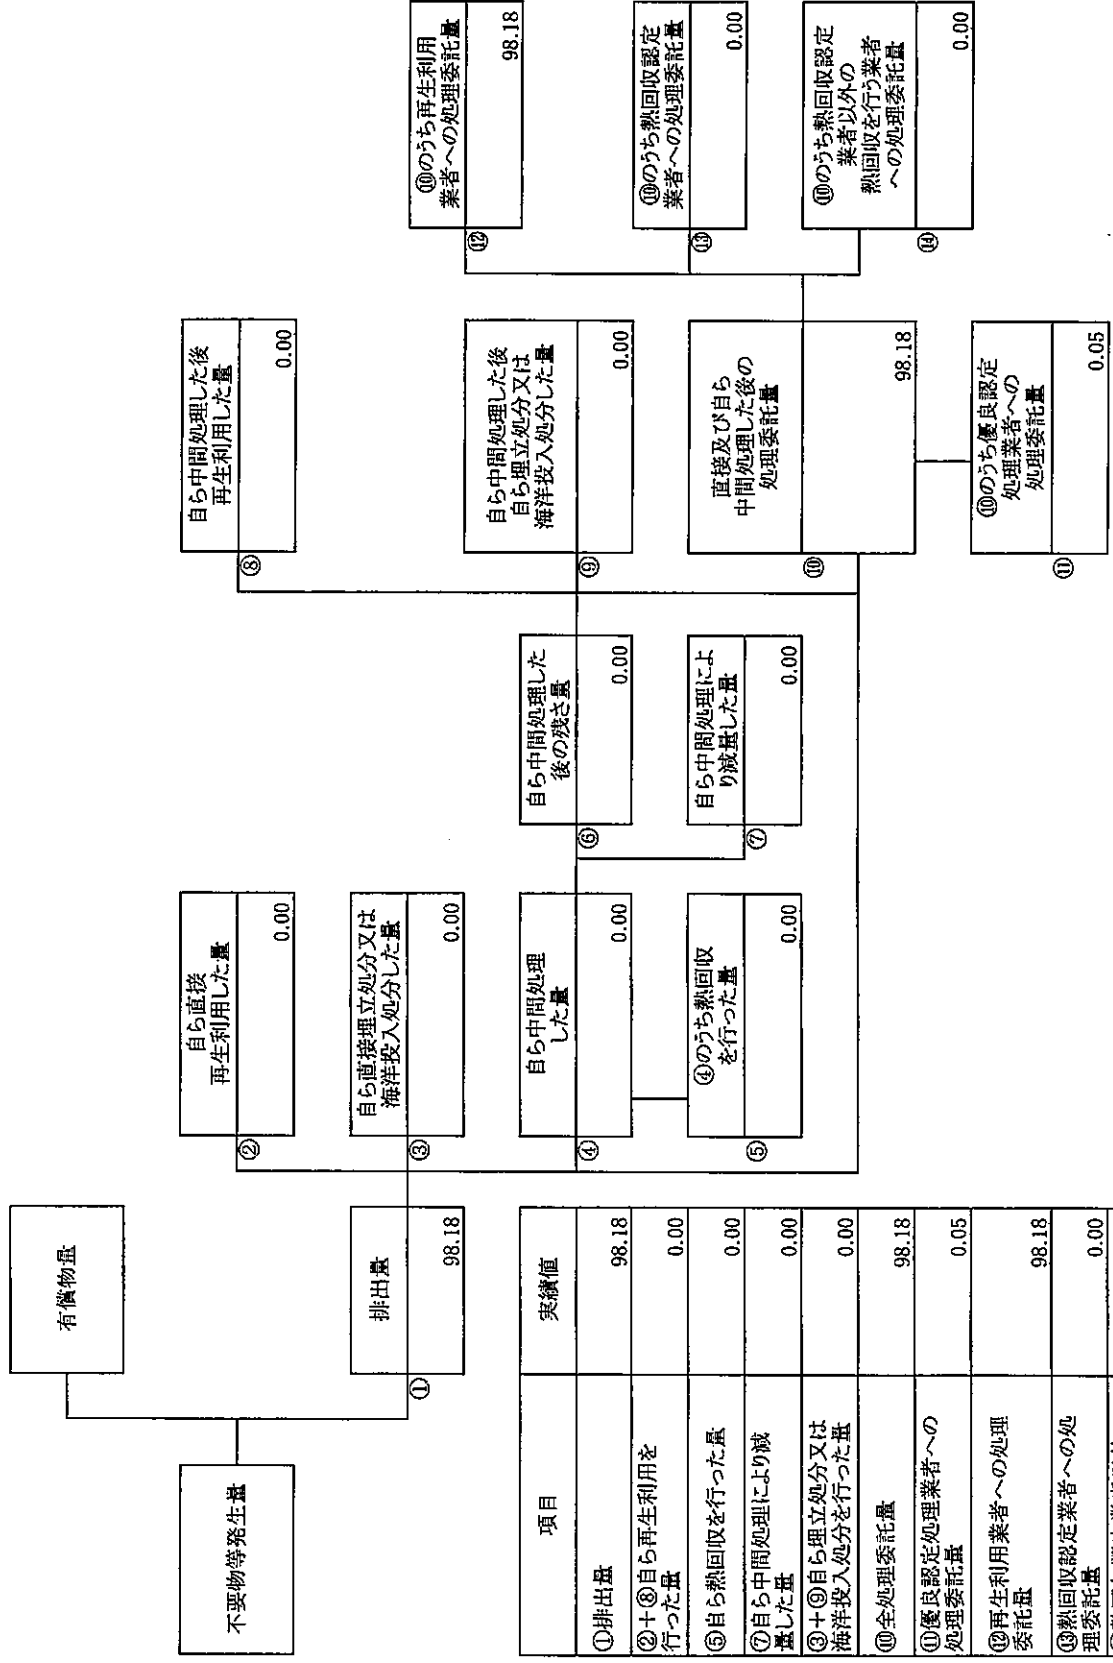 有償物量
不要物等発生量
①
排出量
98.18
②
自ら直接
再生利用した量
0.00
③
自ら直接埋立処分又は
海洋投入処分した量
0.00
④
自ら中間処理
した量
0.00
⑤
④のうち熱回収
を行った量
0.00
⑥
自ら中間処理した
後の残さ量
0.00
⑦
自ら中間処理によ
り減量した量
0.00
⑧
自ら中間処理した後
再生利用した量
0.00
⑨
自ら中間処理した後
自ら埋立処分又は
海洋投入処分した量
0.00
⑩
直接及び自ら
中間処理した後の
処理委託量
98.18
⑪
⑩のうち優良認定
処理業者への
処理委託量
0.05
⑫
⑩のうち再生利用
業者への処理委託量
98.18
⑬
⑩のうち熱回収認定
業者への処理委託量
0.00
⑭
⑩のうち熱回収認定
業者以外の
熱回収を行う業者
への処理委託量
0.00
項目 実績値
①排出量 98.18
②+⑧自ら再生利用を
行った量 0.00
⑤自ら熱回収を行った量 0.00
⑦自ら中間処理により減
量した量 0.00
③+⑨自ら埋立処分又は
海洋投入処分を行った量 0.00
⑩全処理委託量 98.18
⑪優良認定処理業者への
処理委託量 0.05
⑫再生利用業者への処理
委託量 98.18
⑬熱回収認定業者への処
理委託量 0.00